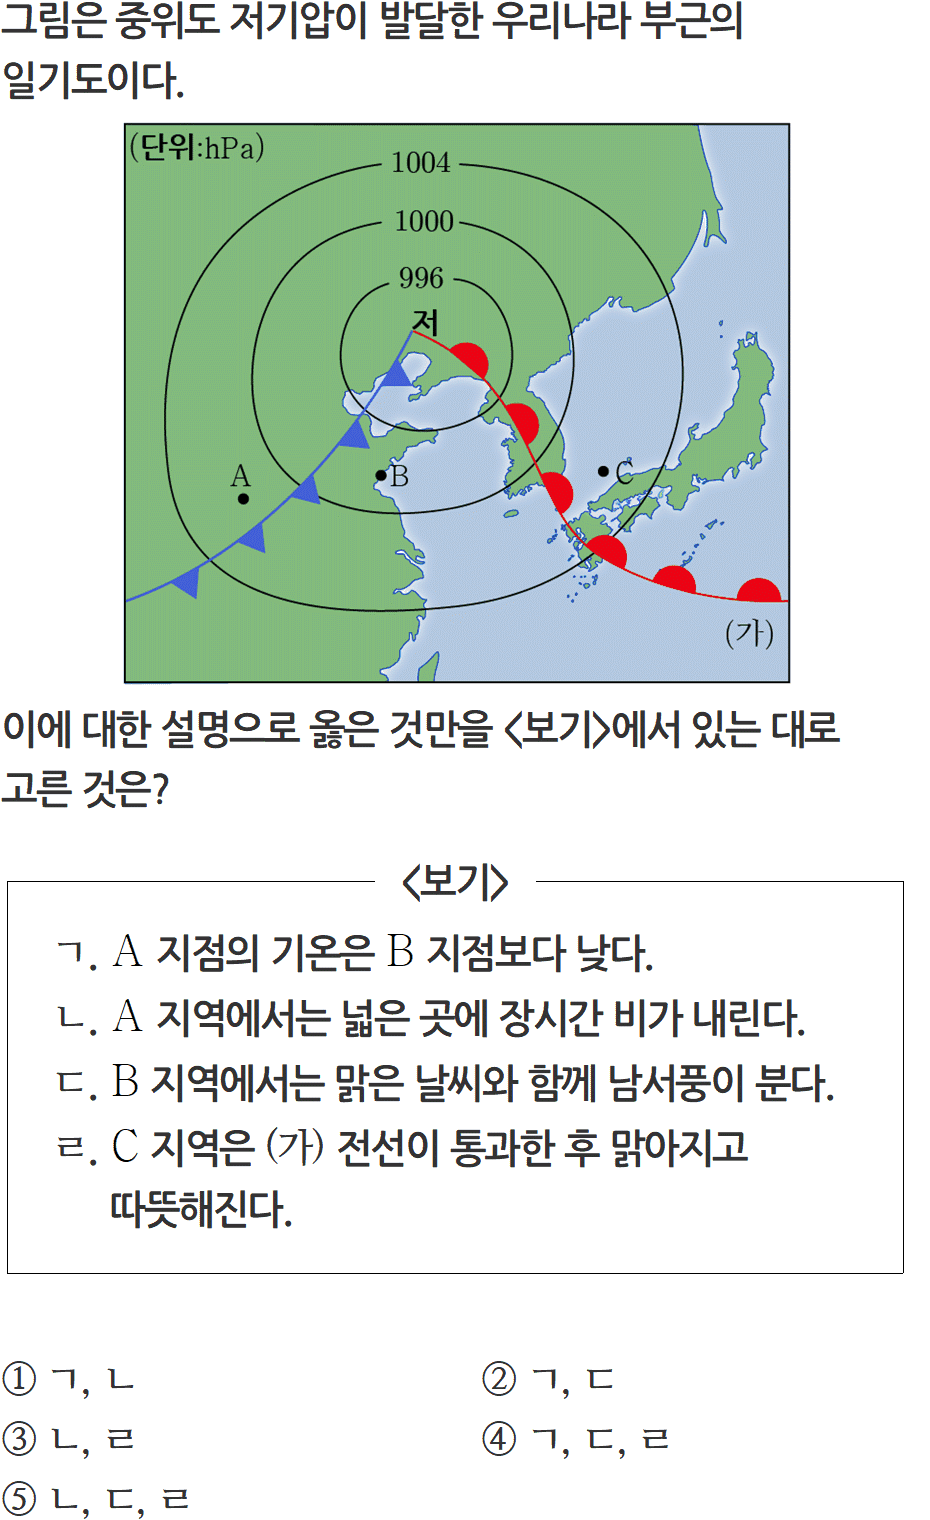 그림은 중위도 저기압이 발달한 우리나라 부근의
일기도이다.
(단위:hPa)
1004
1000
996
저
A
B
C
(가)
이에 대한 설명으로 옳은 것만을 <보기>에서 있는 대로
고른 것은?
<보기>
ㄱ. A 지점의 기온은 B 지점보다 낮다.
ㄴ. A 지역에서는 넓은 곳에 장시간 비가 내린다.
ㄷ. B 지역에서는 맑은 날씨와 함께 남서풍이 분다.
ㄹ. C 지역은 (가) 전선이 통과한 후 맑아지고
따뜻해진다.
① ㄱ, ㄴ
② ㄱ, ㄷ
③ ㄴ, ㄹ
④ ㄱ, ㄷ, ㄹ
⑤ ㄴ, ㄷ, ㄹ